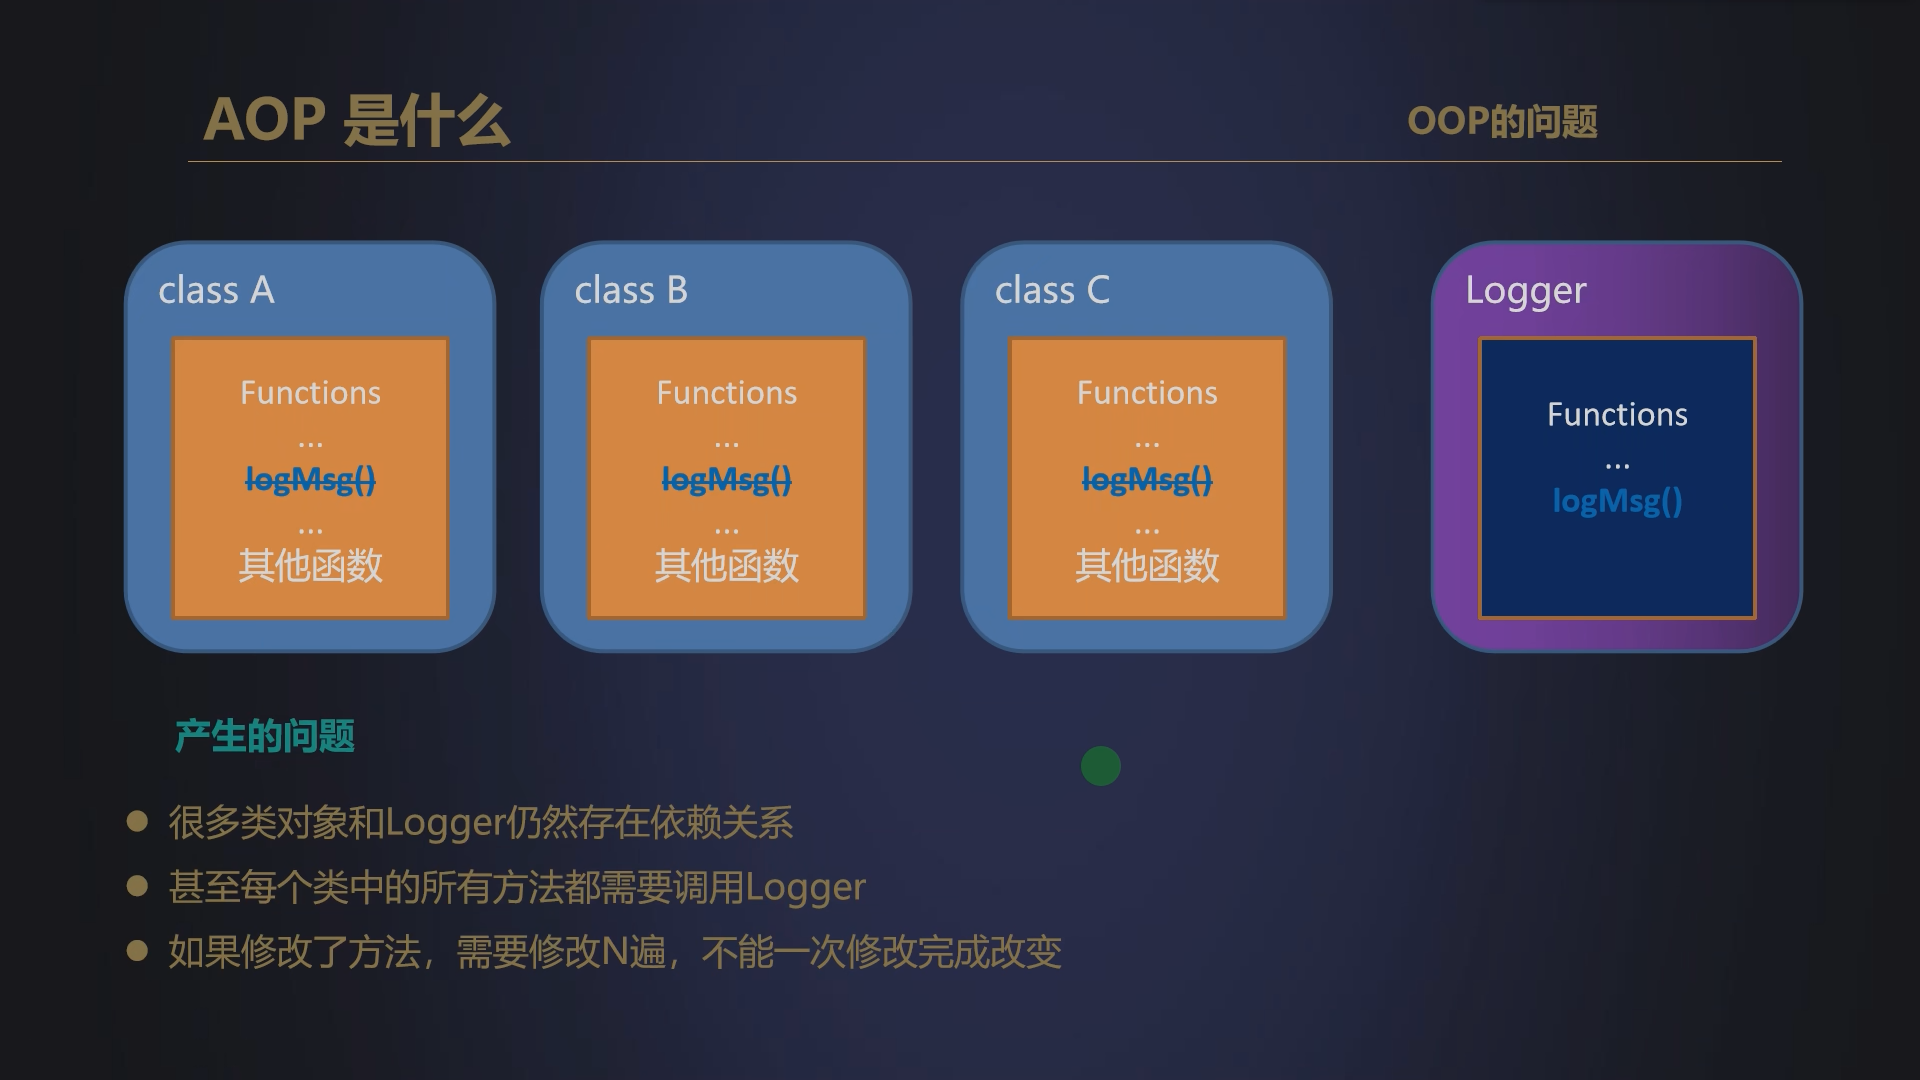 AOP 是什么
OOP的问题
class A
Functions
...
logMsg()
...
其他函数
class B
Functions
...
logMsg()
...
其他函数
class C
Functions
...
logMsg()
...
其他函数
Logger
Functions
...
logMsg()
产生的问题
很多类对象和Logger仍然存在依赖关系
甚至每个类中的所有方法都需要调用Logger
如果修改了方法，需要修改N遍，不能一次修改完成改变